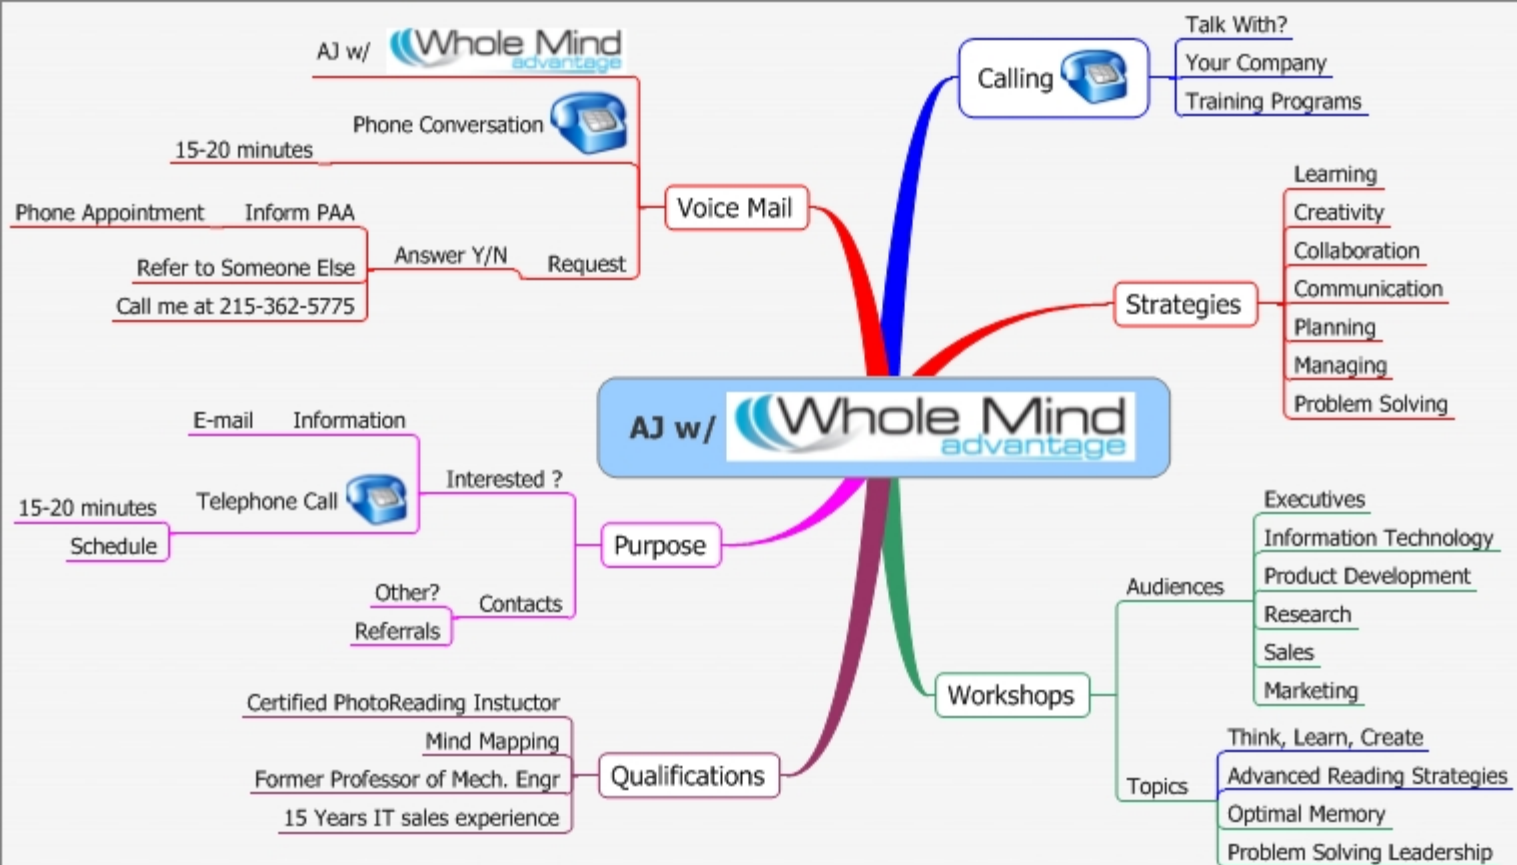 AJ w/ Whole Mind
advantage
Calling
Talk With?
Your Company
Training Programs
Strategies
Learning
Creativity
Collaboration
Communication
Planning
Managing
Problem Solving
Workshops
Audiences
Executives
Information Technology
Product Development
Research
Sales
Marketing
Topics
Think, Learn, Create
Advanced Reading Strategies
Optimal Memory
Problem Solving Leadership
Voice Mail
AJ w/ Whole Mind
advantage
Phone Conversation
15-20 minutes
Request
Answer Y/N
Inform PAA
Phone Appointment
Refer to Someone Else
Call me at 215-362-5775
Purpose
Interested ?
Information
E-mail
Telephone Call
15-20 minutes
Schedule
Contacts
Other?
Referrals
Qualifications
Certified PhotoReading Instuctor
Mind Mapping
Former Professor of Mech. Engr
15 Years IT sales experience